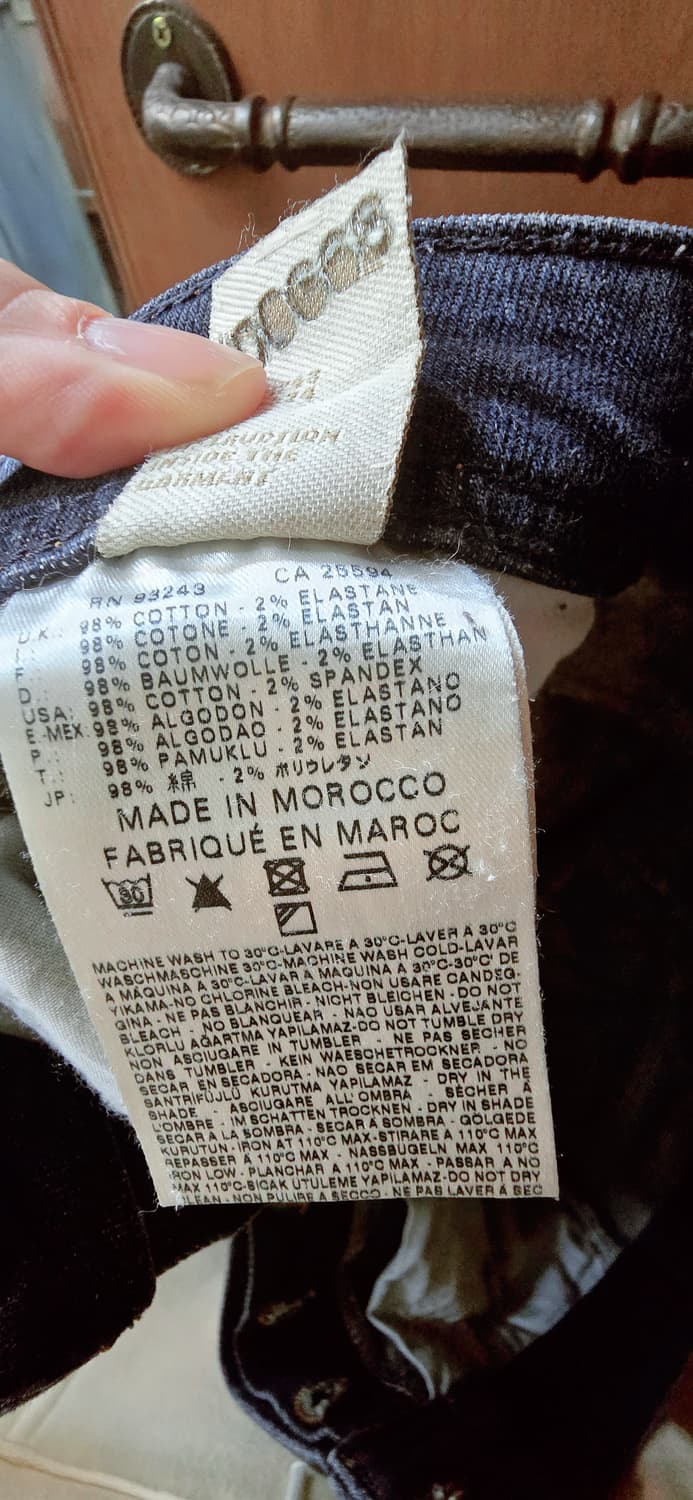 INSIDE THE
GARMENT
RN 93243 CA 25594
U.K.: 98% COTTON - 2% ELASTANE
I.: 98% COTONE - 2% ELASTAN
F.: 98% COTON - 2% ELASTHANNE
D.: 98% BAUMWOLLE - 2% ELASTHAN
USA: 98% COTTON - 2% SPANDEX
E-MEX: 98% ALGODON - 2% ELASTANO
P.: 98% ALGODAO - 2% ELASTANO
T.: 98% PAMUKLU - 2% ELASTAN
JP: 98% 綿 - 2% ポリウレタン
MADE IN MOROCCO
FABRIQUÉ EN MAROC
30
MACHINE WASH TO 30°C-LAVARE A 30°C-LAVER À 30°C
WASCHMASCHINE 30°C-MACHINE WASH COLD-LAVAR
A MÁQUINA A 30°C-LAVAR A MAQUINA A 30°C-30°C' DE
YIKAMA-NO CHLORINE BLEACH-NON USARE CANDEG-
GINA - NE PAS BLANCHIR - NICHT BLEICHEN - DO NOT
BLEACH - NO BLANQUEAR - NAO USAR ALVEJANTE
KLORLU AĞARTMA YAPILAMAZ-DO NOT TUMBLE DRY
NON ASCIUGARE IN TUMBLER - NE PAS SECHER
DANS TUMBLER - KEIN WAESCHETROCKNER - NO
SECAR EN SECADORA - NAO SECAR EM SECADORA
SANTRIFÜJLÜ KURUTMA YAPILAMAZ - DRY IN THE
SHADE - ASCIUGARE ALL'OMBRA - SÉCHER À
L'OMBRE - IM SCHATTEN TROCKNEN - DRY IN SHADE
SECAR A LA SOMBRA - SECAR À SOMBRA - GÖLGEDE
KURUTUN-IRON AT 110°C MAX-STIRARE A 110°C MAX
REPASSER À 110°C MAX - NASSBUGELN MAX 110°C
IRON LOW - PLANCHAR A 110°C MAX - PASSAR A NO
MAX 110°C-SICAK UTULEME YAPILAMAZ-DO NOT DRY
CLEAN - NON PULIRE A SECCO - NE PAS LAVER À SEC